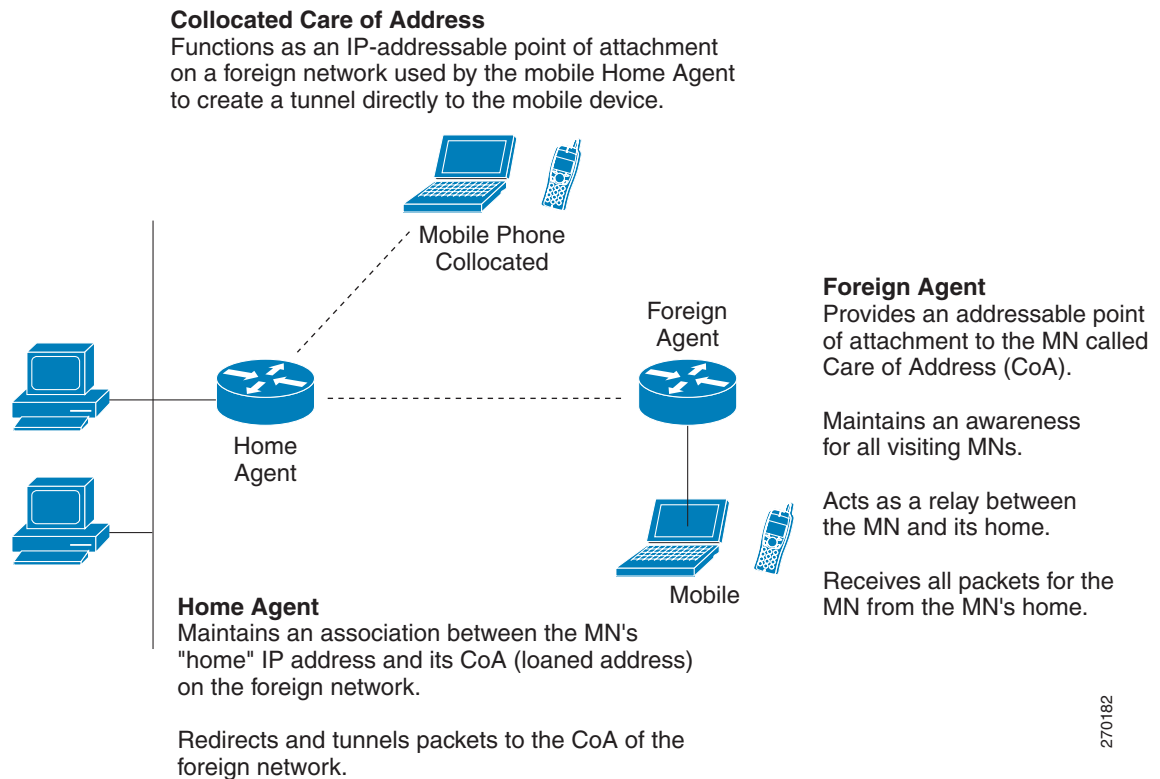 Collocated Care of Address
Functions as an IP-addressable point of attachment
on a foreign network used by the mobile Home Agent
to create a tunnel directly to the mobile device.
Mobile Phone
Collocated
Foreign
Agent
Foreign Agent
Provides an addressable point
of attachment to the MN called
Care of Address (CoA).
Maintains an awareness
for all visiting MNs.
Acts as a relay between
the MN and its home.
Receives all packets for the
MN from the MN's home.
Home
Agent
Mobile
Home Agent
Maintains an association between the MN's
"home" IP address and its CoA (loaned address)
on the foreign network.
Redirects and tunnels packets to the CoA of the
foreign network.
270182